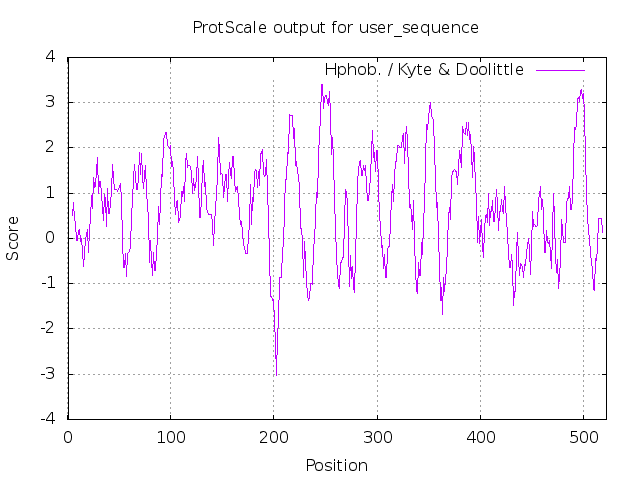 ProtScale output for user_sequence
Hphob. / Kyte & Doolittle
4
3
2
1
0
-1
-2
-3
-4
Score
0 100 200 300 400 500
Position